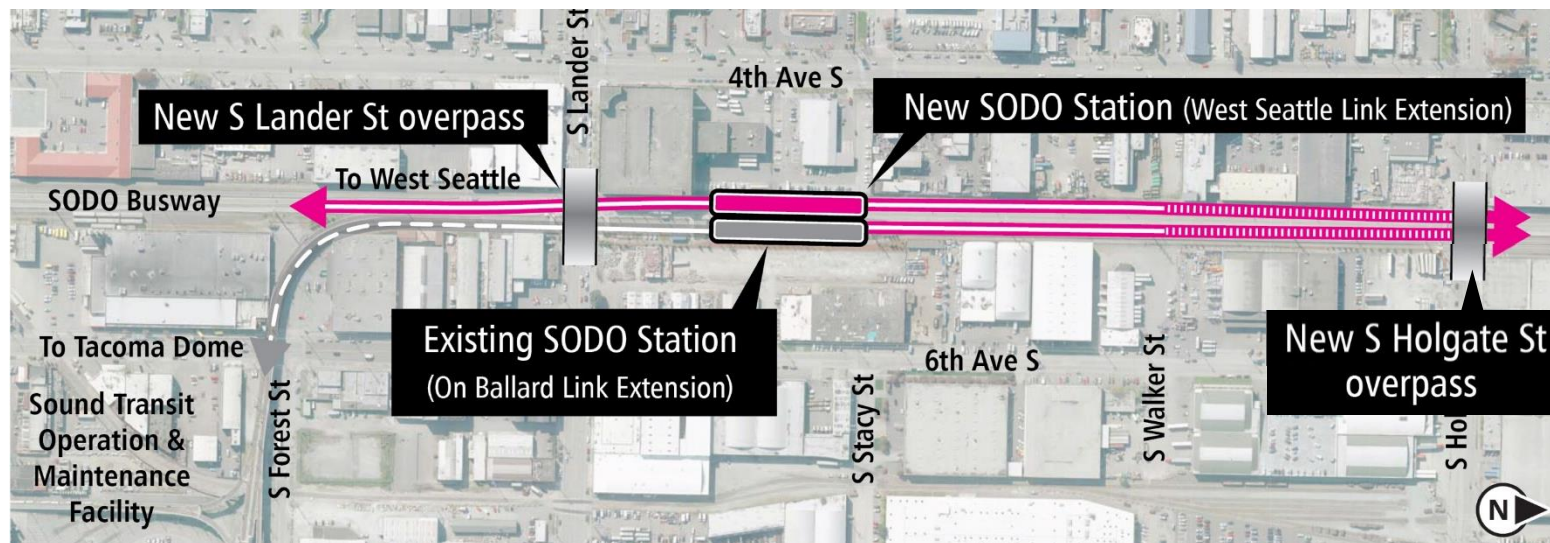 S Lander St
4th Ave S
New S Lander St overpass
New SODO Station (West Seattle Link Extension)
To West Seattle
SODO Busway
Existing SODO Station
(On Ballard Link Extension)
New S Holgate St
overpass
To Tacoma Dome
6th Ave S
Sound Transit
Operation &
Maintenance
Facility
S Forest St
S Stacy St
S Walker St
S Hol
N